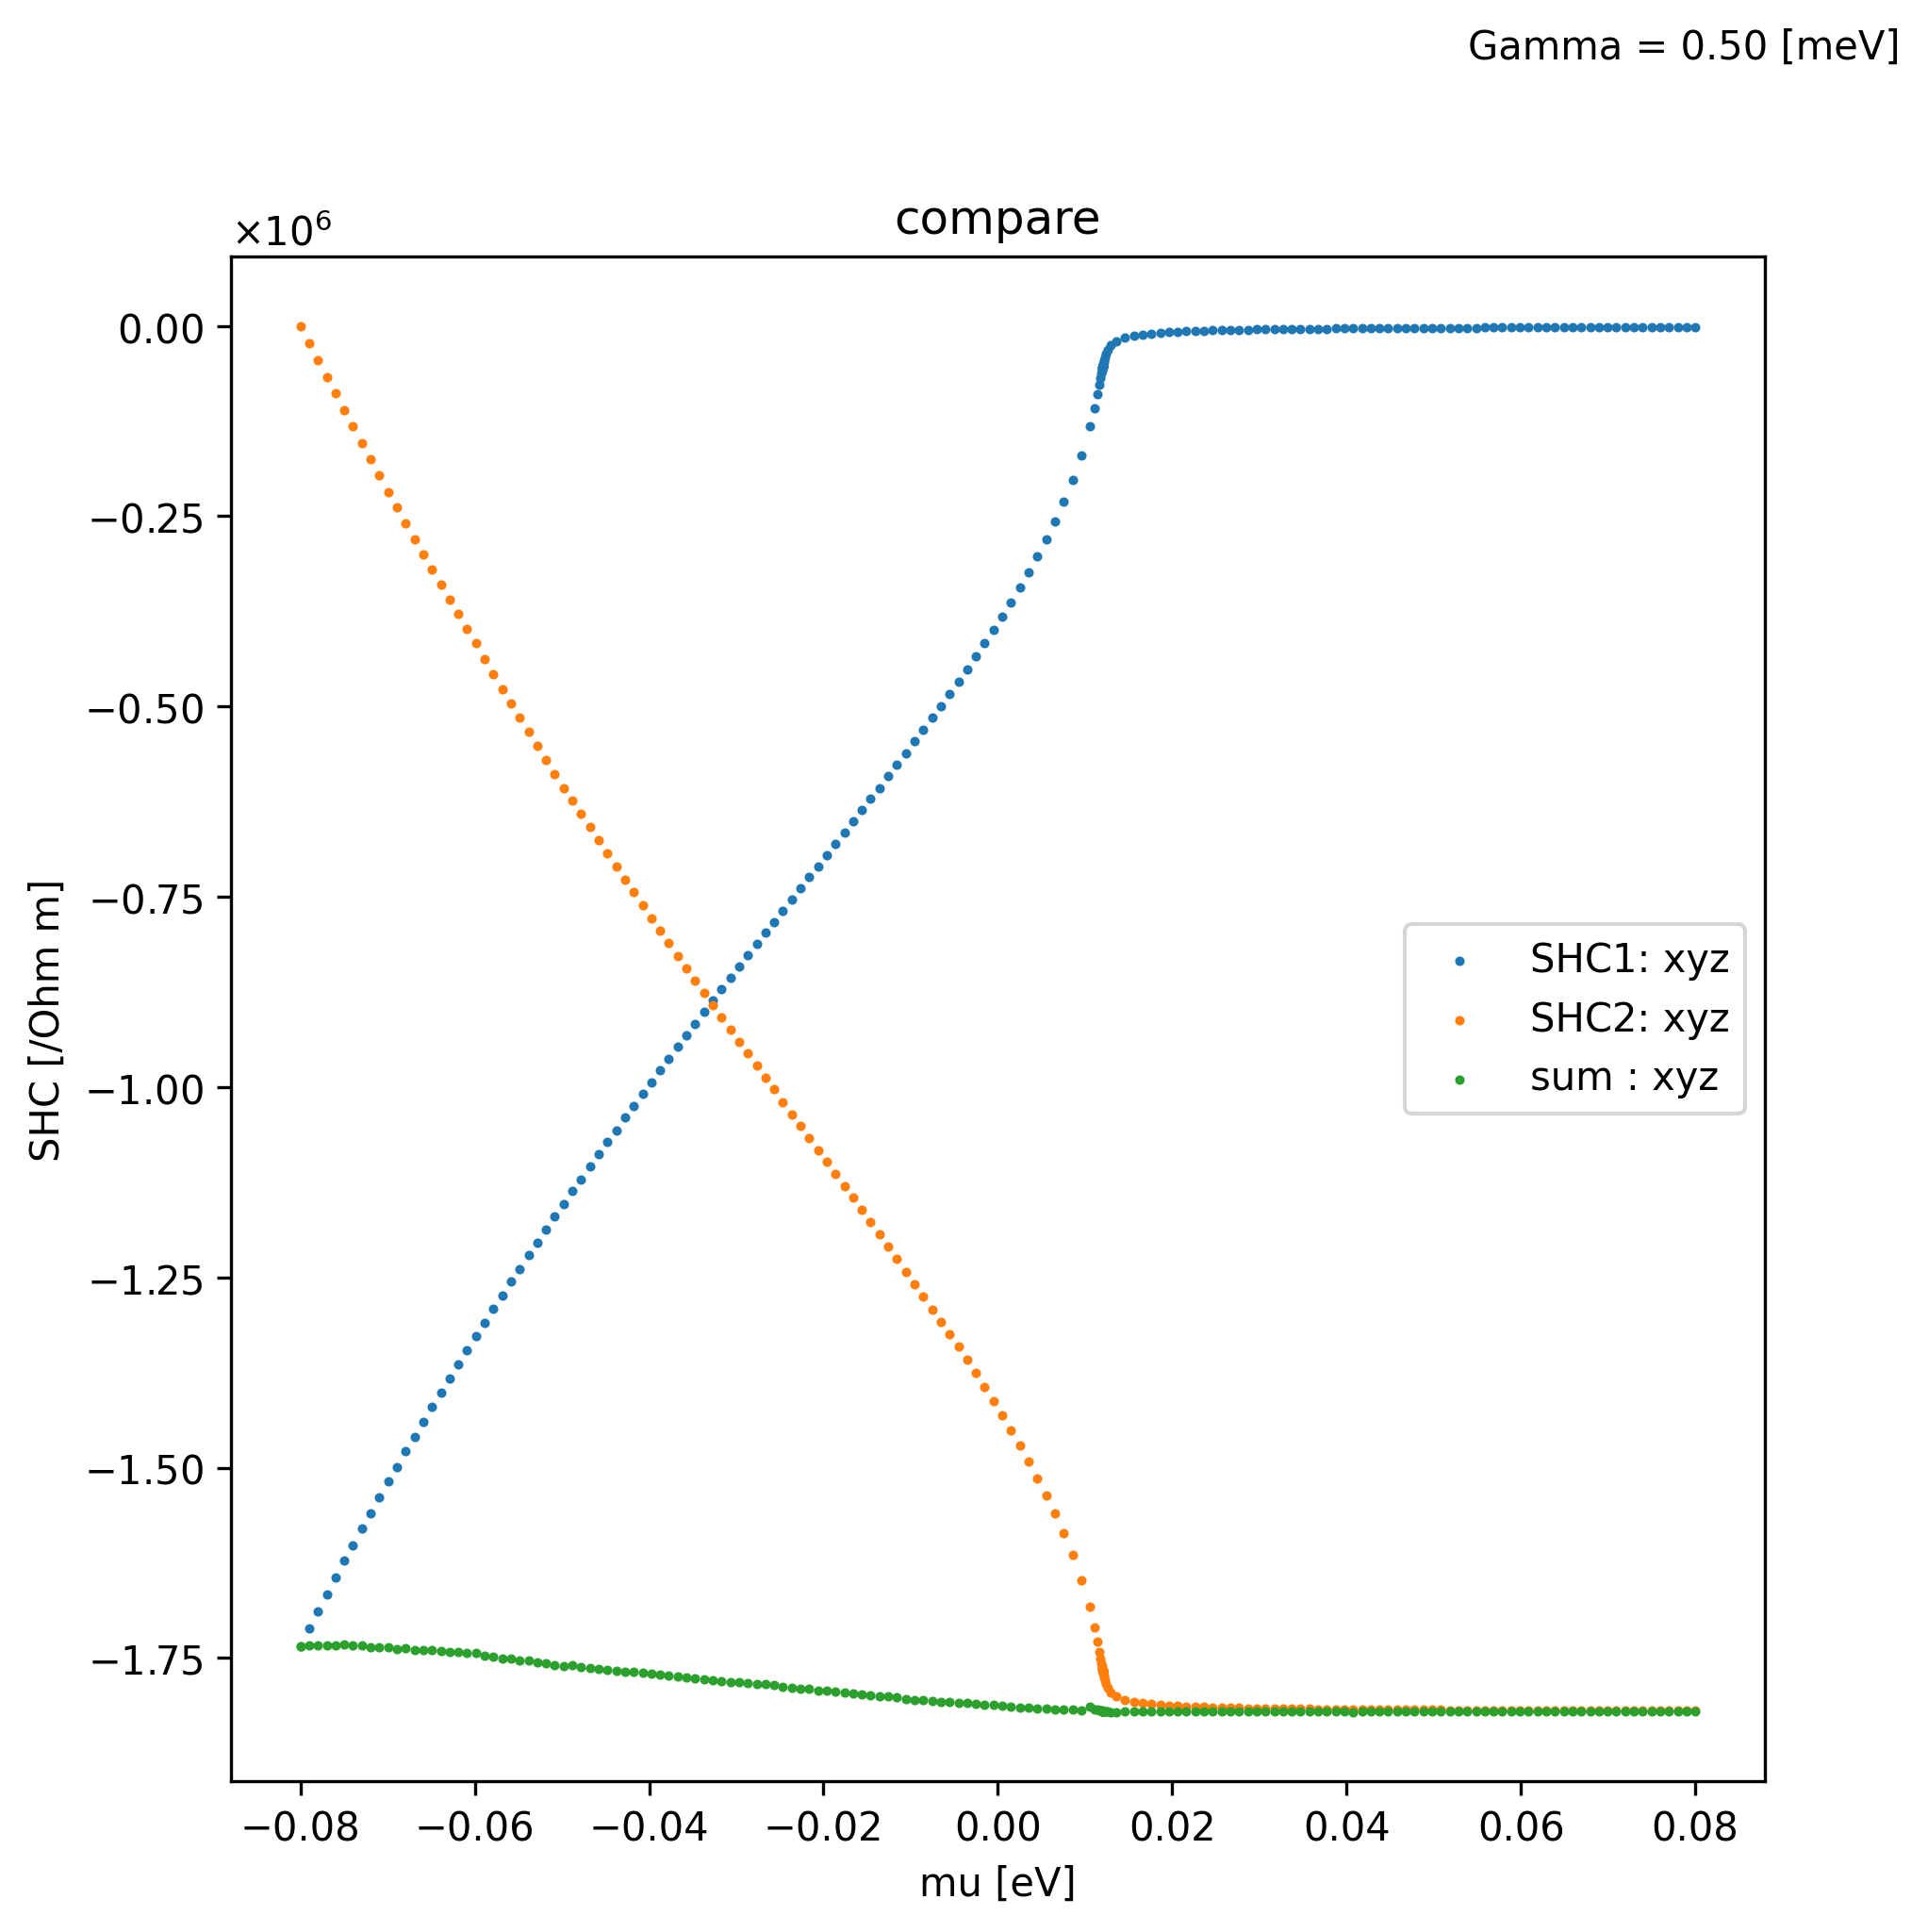 Gamma = 0.50 [meV]
compare
×10⁶
0.00
−0.25
−0.50
−0.75
−1.00
−1.25
−1.50
−1.75
SHC [/Ohm m]
SHC1: xyz
SHC2: xyz
sum : xyz
−0.08 −0.06 −0.04 −0.02 0.00 0.02 0.04 0.06 0.08
mu [eV]